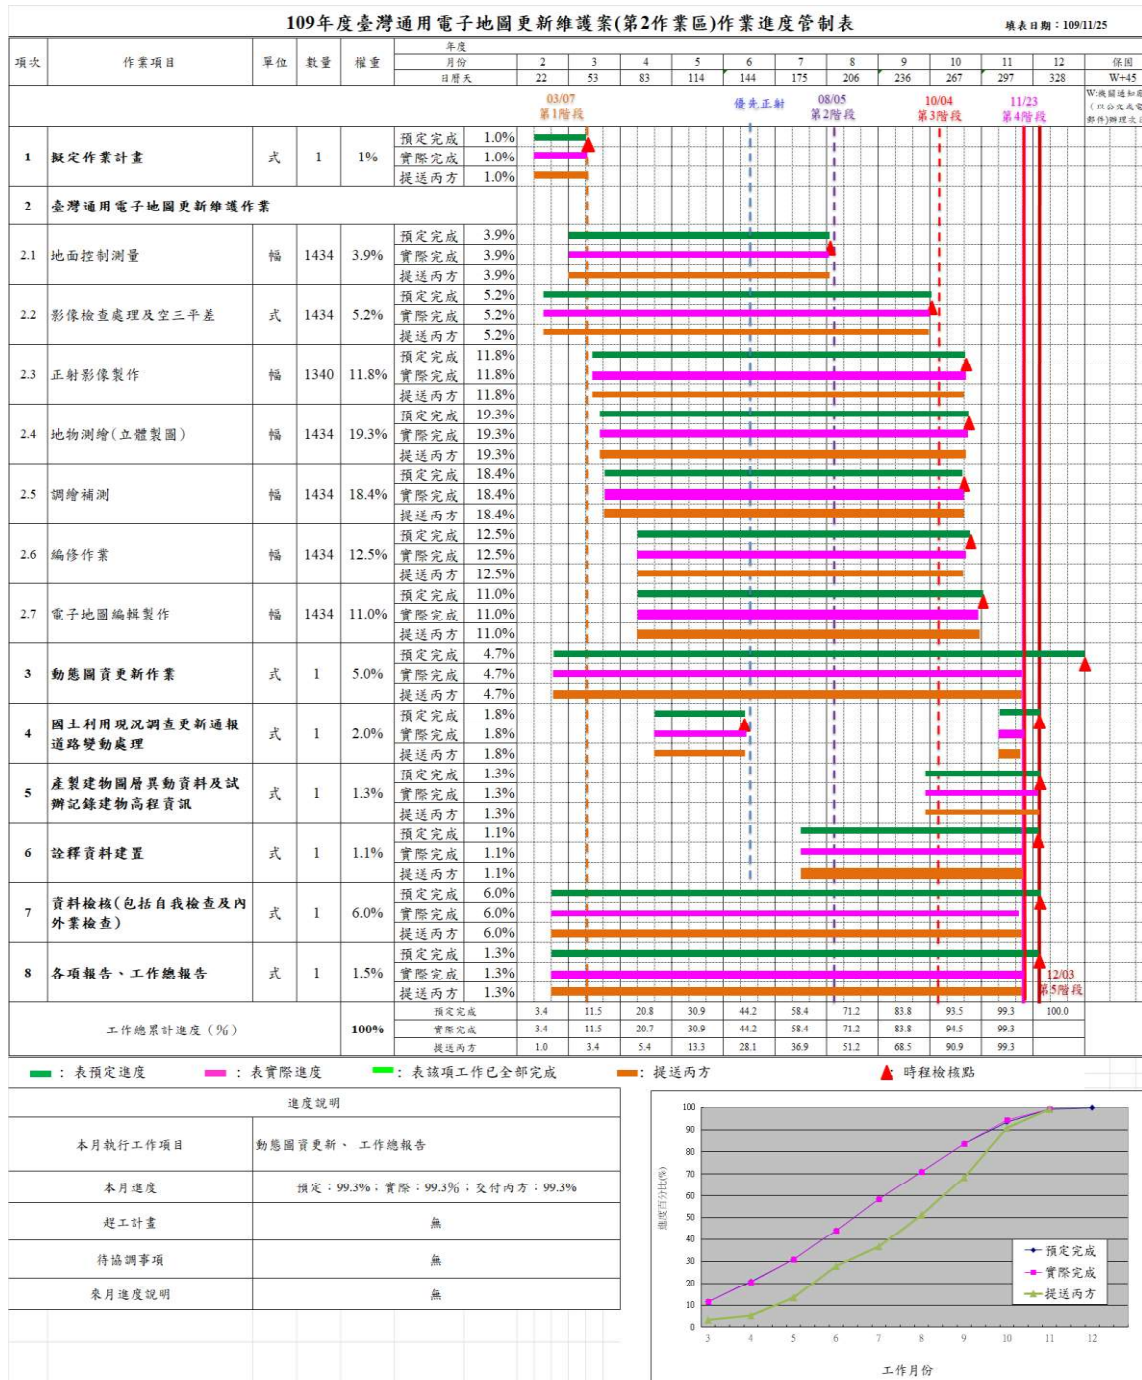 109年度臺灣通用電子地圖更新維護案(第2作業區)作業進度管制表
填表日期：109/11/25
項次 作業項目 單位 數量 權重 年度
月份 2 3 4 5 6 7 8 9 10 11 12 保固
日曆天 22 53 83 114 144 175 206 236 267 297 328 W+45
03/07 第1階段
優先正射
08/05 第2階段
10/04 第3階段
11/23 第4階段
W:機關通知
1 擬定作業計畫 式 1 1%
預定完成 1.0%
實際完成 1.0%
提送丙方 1.0%
2 臺灣通用電子地圖更新維護作業
2.1 地面控制測量 幅 1434 3.9%
預定完成 3.9%
實際完成 3.9%
提送丙方 3.9%
2.2 影像檢查處理及空三平差 式 1434 5.2%
預定完成 5.2%
實際完成 5.2%
提送丙方 5.2%
2.3 正射影像製作 幅 1340 11.8%
預定完成 11.8%
實際完成 11.8%
提送丙方 11.8%
2.4 地物測繪(立體製圖) 幅 1434 19.3%
預定完成 19.3%
實際完成 19.3%
提送丙方 19.3%
2.5 調繪補測 幅 1434 18.4%
預定完成 18.4%
實際完成 18.4%
提送丙方 18.4%
2.6 編修作業 幅 1434 12.5%
預定完成 12.5%
實際完成 12.5%
提送丙方 12.5%
2.7 電子地圖編輯製作 幅 1434 11.0%
預定完成 11.0%
實際完成 11.0%
提送丙方 11.0%
3 動態圖資更新作業 式 1 5.0%
預定完成 4.7%
實際完成 4.7%
提送丙方 4.7%
4 國土利用現況調查更新通報
道路變動處理 式 1 2.0%
預定完成 1.8%
實際完成 1.8%
提送丙方 1.8%
5 產製建物圖層異動資料及試
辦記錄建物高程資訊 式 1 1.3%
預定完成 1.3%
實際完成 1.3%
提送丙方 1.3%
6 詮釋資料建置 式 1 1.1%
預定完成 1.1%
實際完成 1.1%
提送丙方 1.1%
7 資料檢核(包括自我檢查及內
外業檢查) 式 1 6.0%
預定完成 6.0%
實際完成 6.0%
提送丙方 6.0%
8 各項報告、工作總報告 式 1 1.5%
預定完成 1.3%
實際完成 1.3%
提送丙方 1.3%
12/03
第5階段
工作總累計進度（%） 100%
預定完成 3.4 11.5 20.8 30.9 44.2 58.4 71.2 83.8 93.5 99.3 100.0
實際完成 3.4 11.5 20.7 30.9 44.2 58.4 71.2 83.8 94.5 99.3
提送丙方 1.0 3.4 5.4 13.3 28.1 36.9 51.2 68.5 90.9 99.3
：表預定進度 ：表實際進度 ：表該項工作已全部完成 ：提送丙方 ：時程檢核點
進度說明
本月執行工作項目 動態圖資更新、 工作總報告
本月進度 預定：99.3%；實際：99.3%；交付丙方：99.3%
趕工計畫 無
待協調事項 無
來月進度說明 無
進度百分比(%)
100
90
80
70
60
50
40
30
20
10
0
3 4 5 6 7 8 9 10 11 12
工作月份
預定完成
實際完成
提送丙方